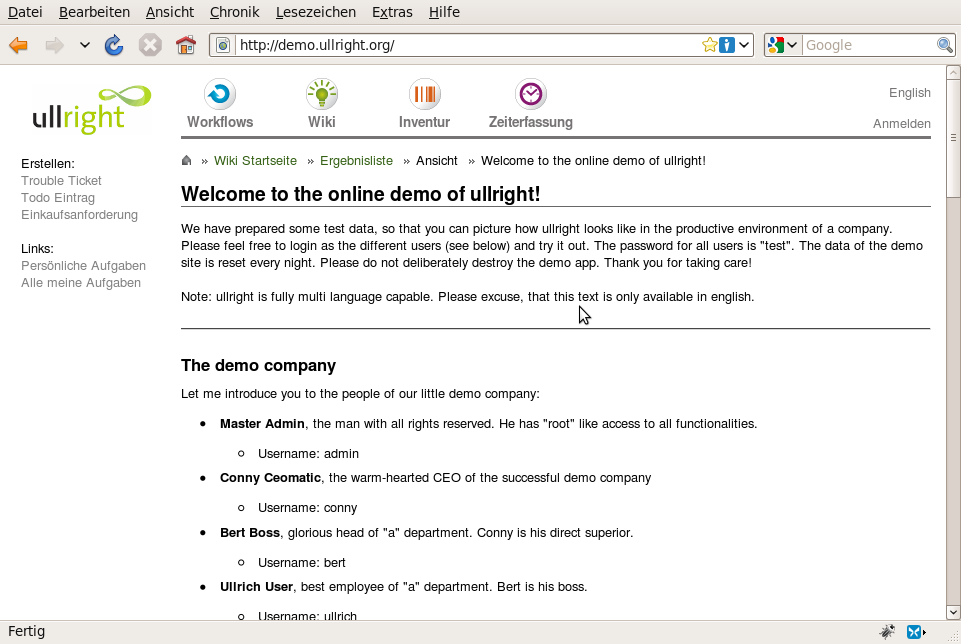 Datei Bearbeiten Ansicht Chronik Lesezeichen Extras Hilfe
http://demo.ullright.org/
Google
ullright
Workflows Wiki Inventur Zeiterfassung
English
Anmelden
Erstellen:
Trouble Ticket
Todo Eintrag
Einkaufsanforderung
Links:
Persönliche Aufgaben
Alle meine Aufgaben
» Wiki Startseite » Ergebnisliste » Ansicht » Welcome to the online demo of ullright!
Welcome to the online demo of ullright!
We have prepared some test data, so that you can picture how ullright looks like in the productive environment of a company.
Please feel free to login as the different users (see below) and try it out. The password for all users is "test". The data of the demo
site is reset every night. Please do not deliberately destroy the demo app. Thank you for taking care!
Note: ullright is fully multi language capable. Please excuse, that this text is only available in english.
The demo company
Let me introduce you to the people of our little demo company:
• Master Admin, the man with all rights reserved. He has "root" like access to all functionalities.
◦ Username: admin
• Conny Ceomatic, the warm-hearted CEO of the successful demo company
◦ Username: conny
• Bert Boss, glorious head of "a" department. Conny is his direct superior.
◦ Username: bert
• Ullrich User, best employee of "a" department. Bert is his boss.
◦ Username: ullrich
Fertig